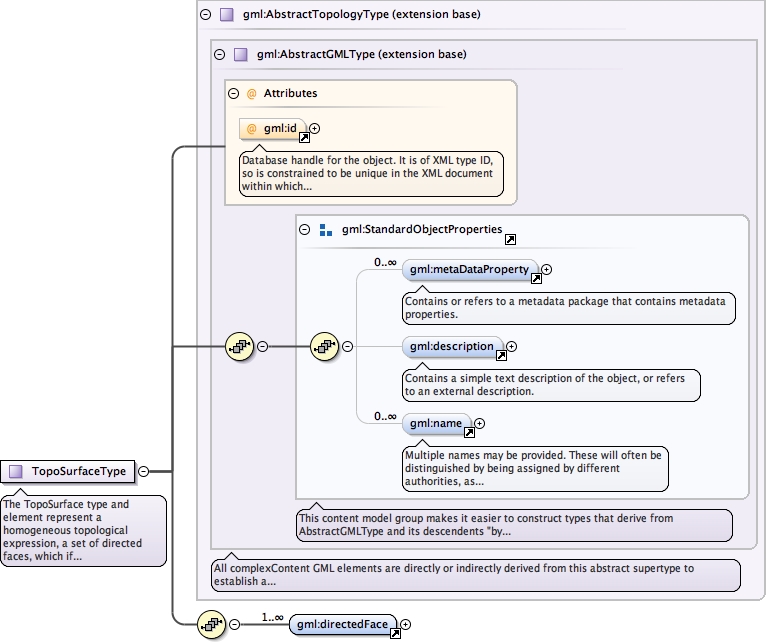 gml:AbstractTopologyType (extension base)
gml:AbstractGMLType (extension base)
@ Attributes
@ gml:id
Database handle for the object. It is of XML type ID,
so is constrained to be unique in the XML document
within which...
gml:StandardObjectProperties
0..∞
gml:metaDataProperty
Contains or refers to a metadata package that contains metadata
properties.
gml:description
Contains a simple text description of the object, or refers
to an external description.
0..∞
gml:name
Multiple names may be provided. These will often be
distinguished by being assigned by different
authorities, as...
This content model group makes it easier to construct types that derive from
AbstractGMLType and its descendents "by...
All complexContent GML elements are directly or indirectly derived from this abstract supertype to
establish a...
TopoSurfaceType
The TopoSurface type and
element represent a
homogeneous topological
expression, a set of directed
faces, which if...
1..∞
gml:directedFace